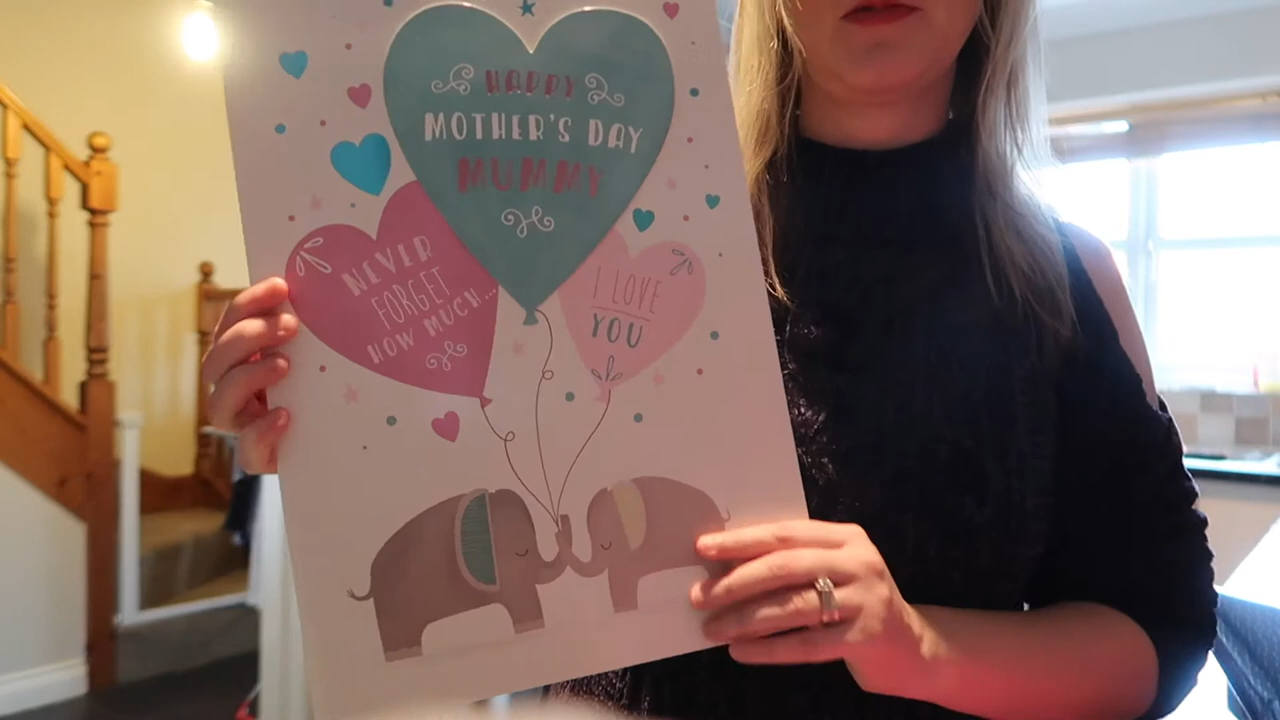 HAPPY
MOTHER'S DAY
MUMMY
NEVER
FORGET
HOW MUCH...
I LOVE
YOU